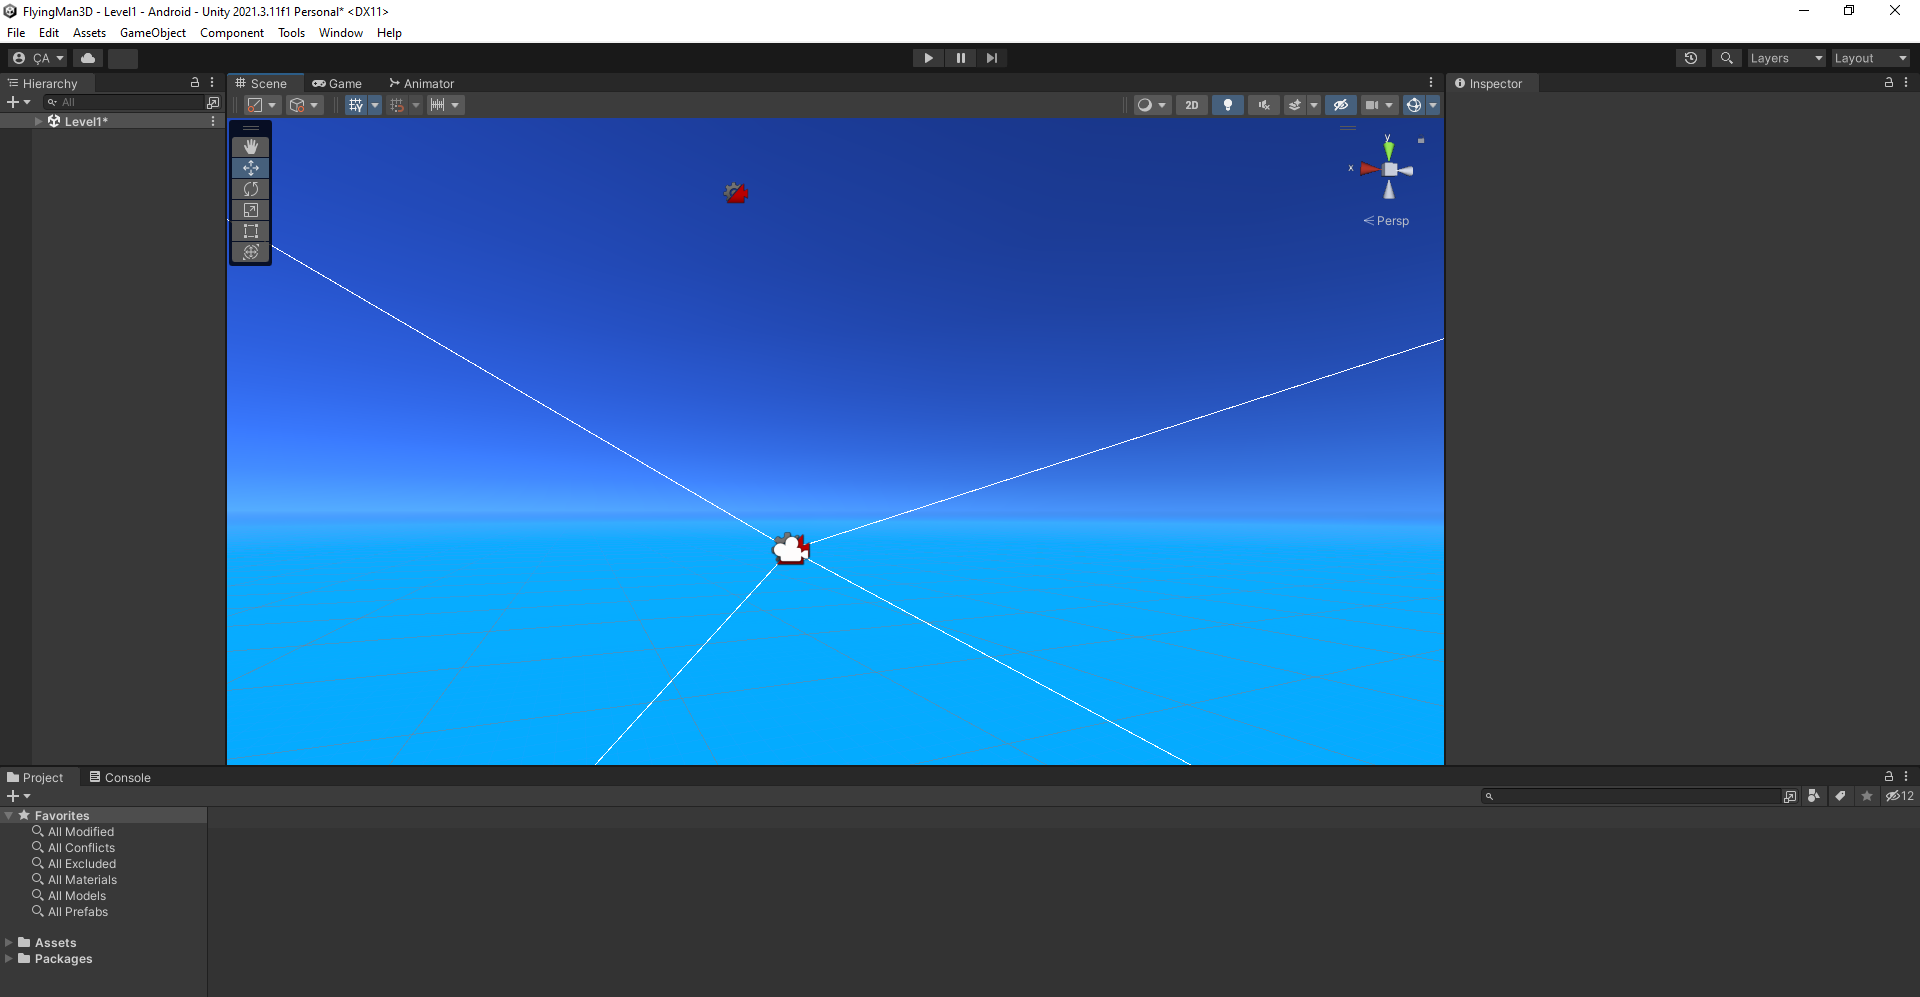 FlyingMan3D - Level1 - Android - Unity 2021.3.11f1 Personal* <DX11>
File Edit Assets GameObject Component Tools Window Help
ÇA Layers Layout
Hierarchy Scene Game Animator Inspector
All 2D
Level1*
y
x
Persp
Project Console
12
Favorites
All Modified
All Conflicts
All Excluded
All Materials
All Models
All Prefabs
Assets
Packages